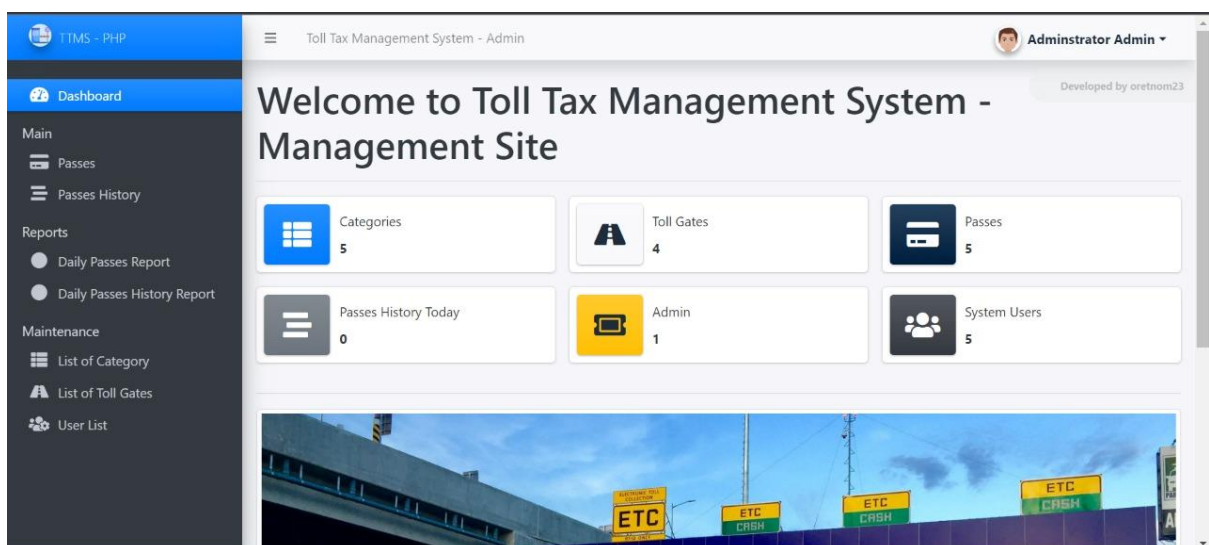 TTMS - PHP
Toll Tax Management System - Admin
Adminstrator Admin
Dashboard
Main
Passes
Passes History
Reports
Daily Passes Report
Daily Passes History Report
Maintenance
List of Category
List of Toll Gates
User List
Developed by oretnom23
Welcome to Toll Tax Management System -
Management Site
Categories
5
Toll Gates
4
Passes
5
Passes History Today
0
Admin
1
System Users
5
ELECTRONIC TOLL
COLLECTION
ETC
ETC
CASH
ETC
CASH
ETC
CASH